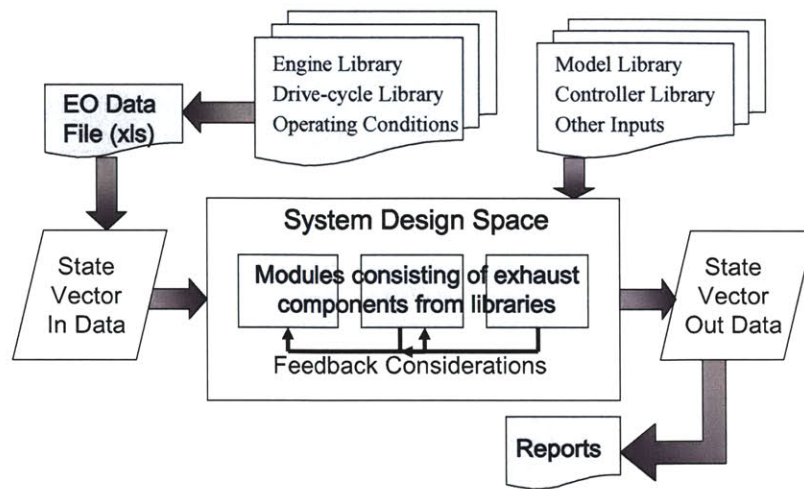 Engine Library
Drive-cycle Library
Operating Conditions
Model Library
Controller Library
Other Inputs
EO Data
File (xls)
System Design Space
State
Vector
In Data
Modules consisting of exhaust
components from libraries
Feedback Considerations
State
Vector
Out Data
Reports